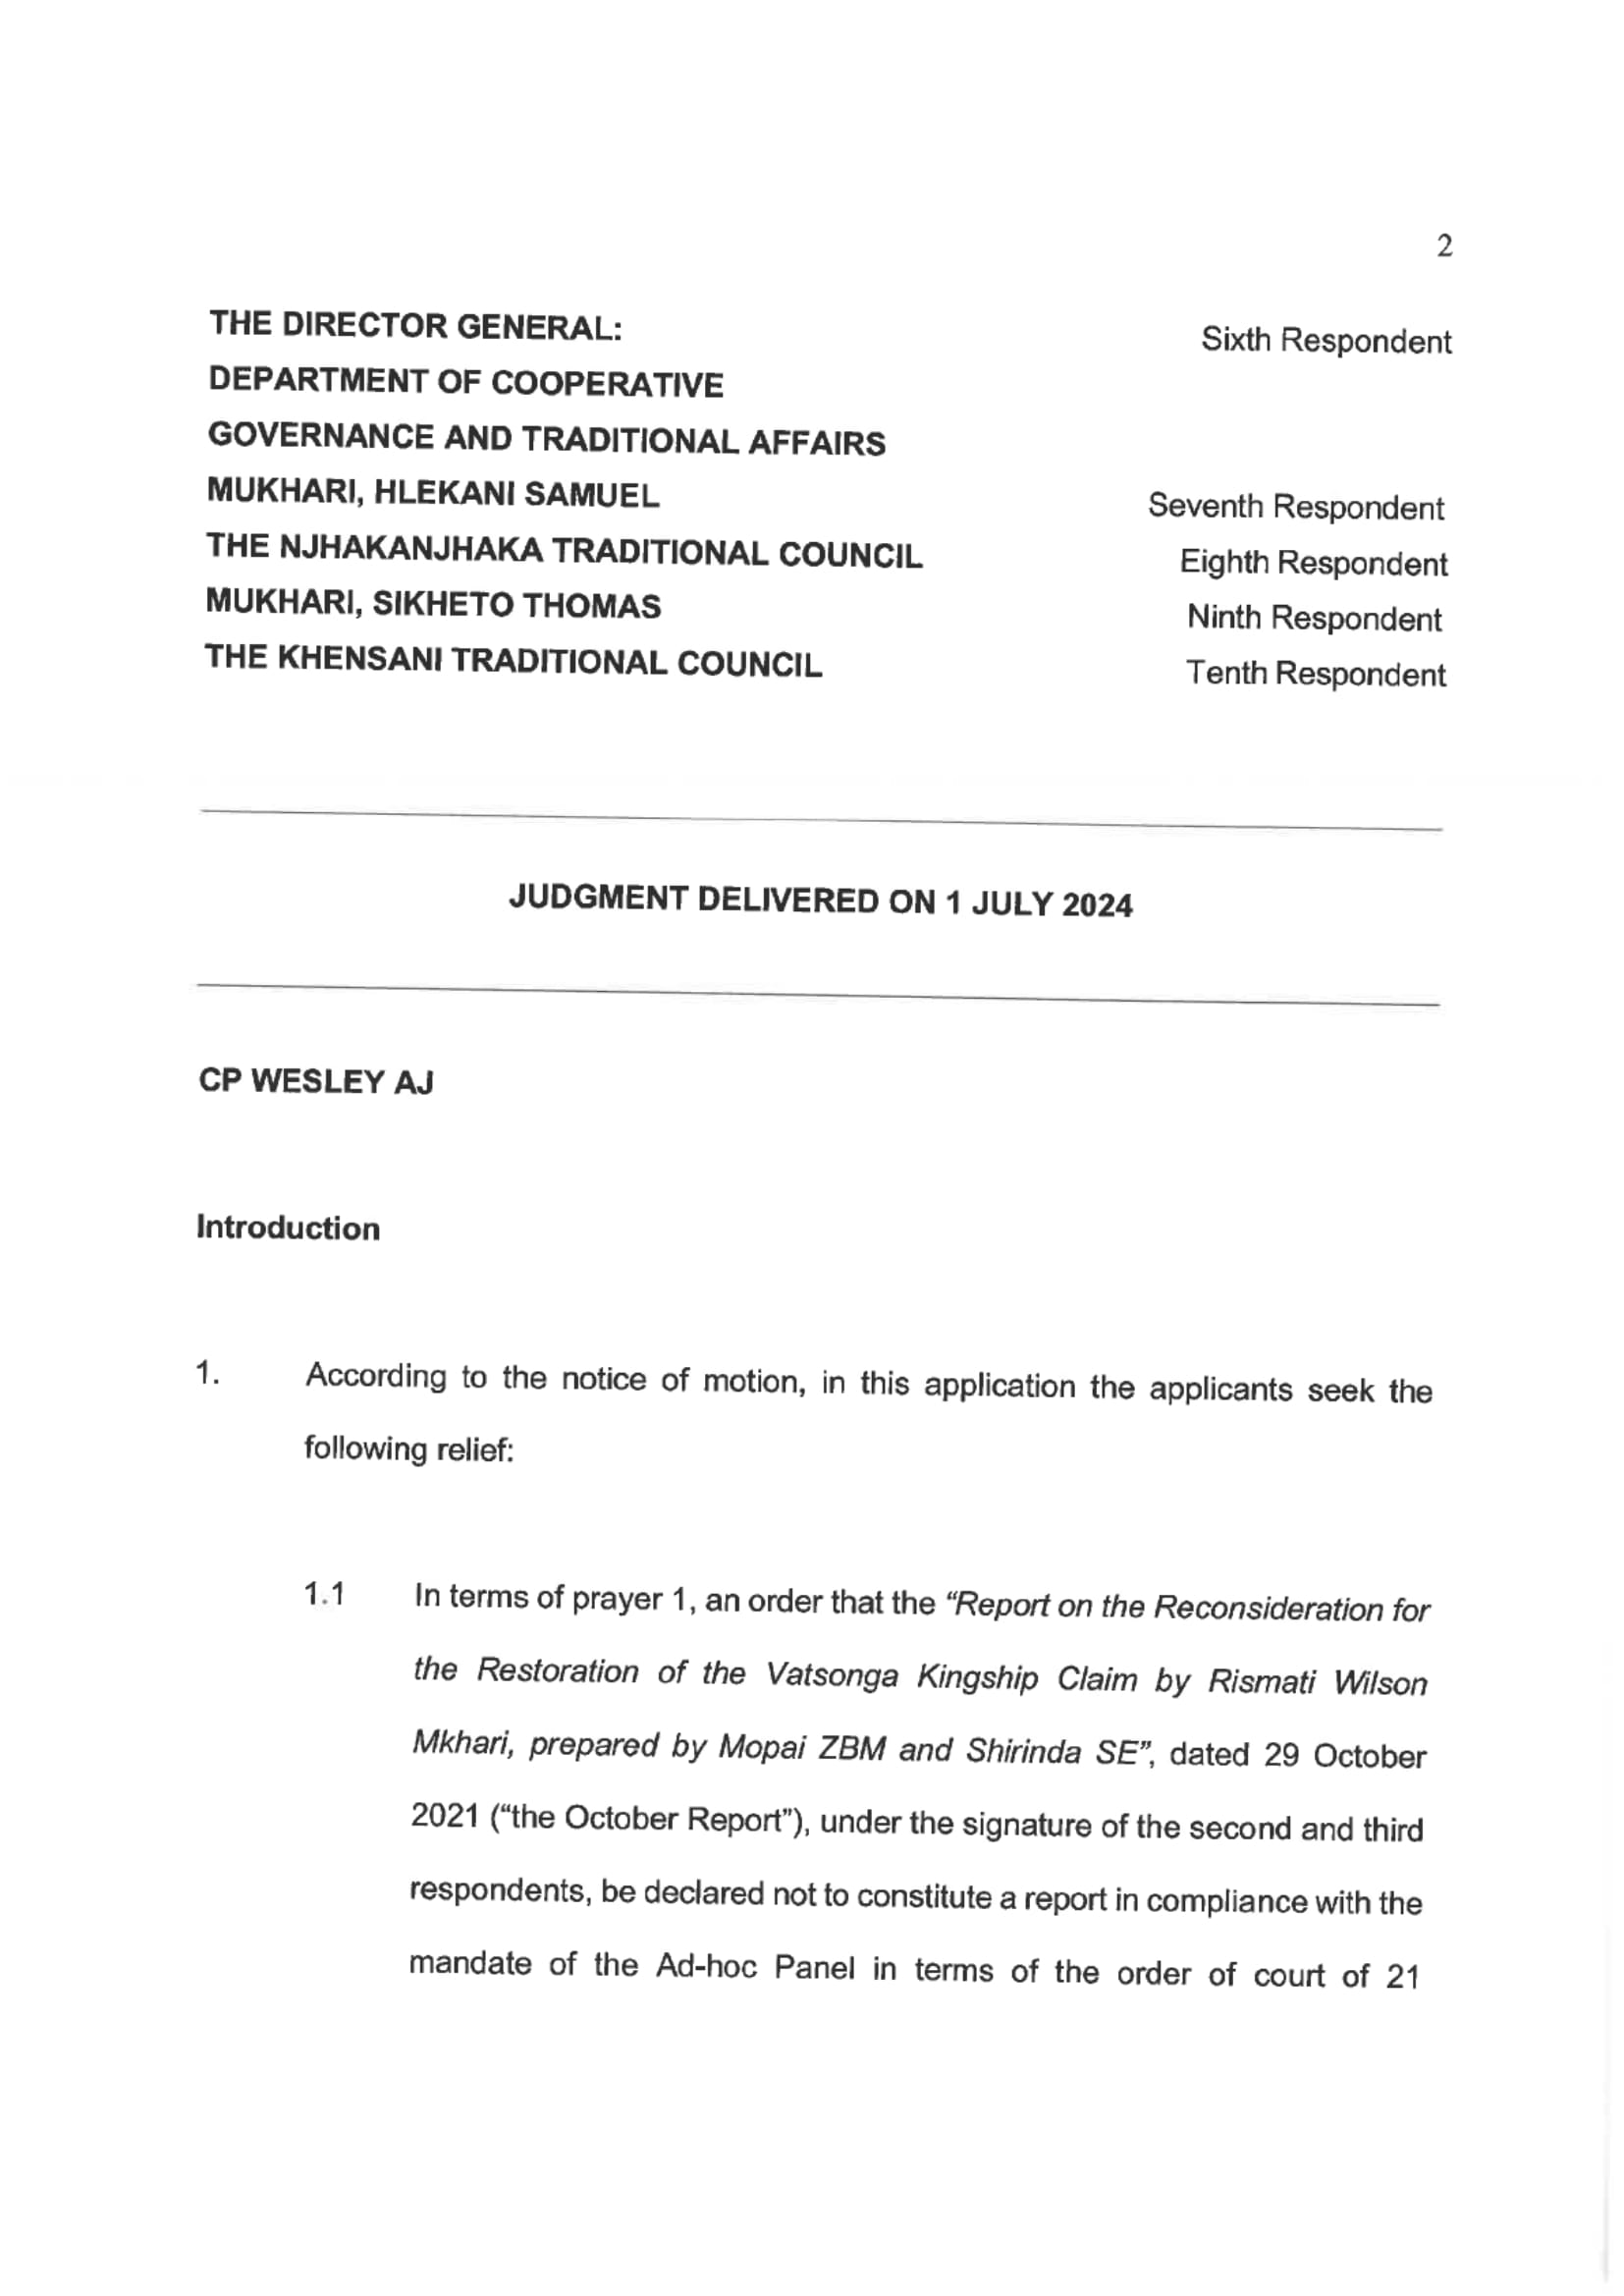 2
THE DIRECTOR GENERAL: Sixth Respondent
DEPARTMENT OF COOPERATIVE
GOVERNANCE AND TRADITIONAL AFFAIRS
MUKHARI, HLEKANI SAMUEL Seventh Respondent
THE NJHAKANJHAKA TRADITIONAL COUNCIL Eighth Respondent
MUKHARI, SIKHETO THOMAS Ninth Respondent
THE KHENSANI TRADITIONAL COUNCIL Tenth Respondent
JUDGMENT DELIVERED ON 1 JULY 2024
CP WESLEY AJ
Introduction
1. According to the notice of motion, in this application the applicants seek the
following relief:
1.1 In terms of prayer 1, an order that the “Report on the Reconsideration for
the Restoration of the Vatsonga Kingship Claim by Rismati Wilson
Mkhari, prepared by Mopai ZBM and Shirinda SE”, dated 29 October
2021 (“the October Report”), under the signature of the second and third
respondents, be declared not to constitute a report in compliance with the
mandate of the Ad-hoc Panel in terms of the order of court of 21